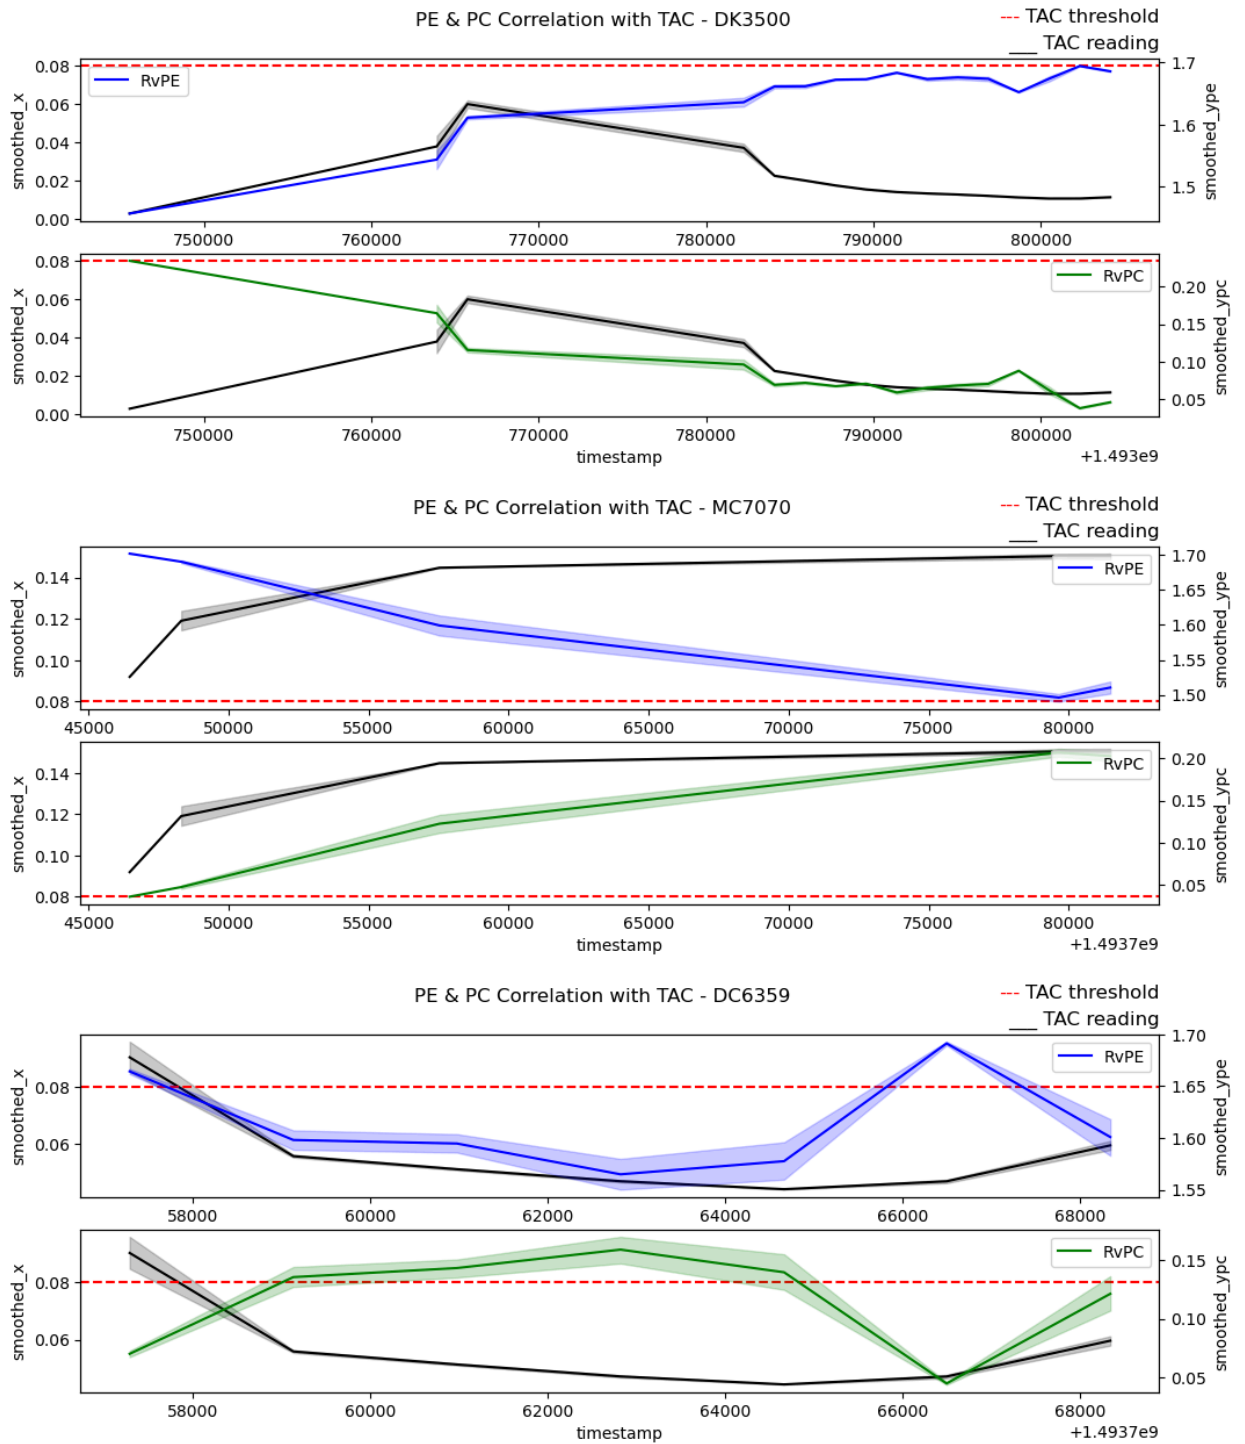 PE & PC Correlation with TAC - DK3500
--- TAC threshold
___ TAC reading
RvPE
0.08
0.06
0.04
0.02
0.00
smoothed_x
1.7
1.6
1.5
smoothed_ype
750000 760000 770000 780000 790000 800000
RvPC
0.08
0.06
0.04
0.02
0.00
smoothed_x
0.20
0.15
0.10
0.05
smoothed_ypc
750000 760000 770000 780000 790000 800000
timestamp
+1.493e9
PE & PC Correlation with TAC - MC7070
--- TAC threshold
___ TAC reading
RvPE
0.14
0.12
0.10
0.08
smoothed_x
1.70
1.65
1.60
1.55
1.50
smoothed_ype
45000 50000 55000 60000 65000 70000 75000 80000
RvPC
0.14
0.12
0.10
0.08
smoothed_x
0.20
0.15
0.10
0.05
smoothed_ypc
45000 50000 55000 60000 65000 70000 75000 80000
timestamp
+1.4937e9
PE & PC Correlation with TAC - DC6359
--- TAC threshold
___ TAC reading
RvPE
0.08
0.06
smoothed_x
1.70
1.65
1.60
1.55
smoothed_ype
58000 60000 62000 64000 66000 68000
RvPC
0.08
0.06
smoothed_x
0.15
0.10
0.05
smoothed_ypc
58000 60000 62000 64000 66000 68000
timestamp
+1.4937e9